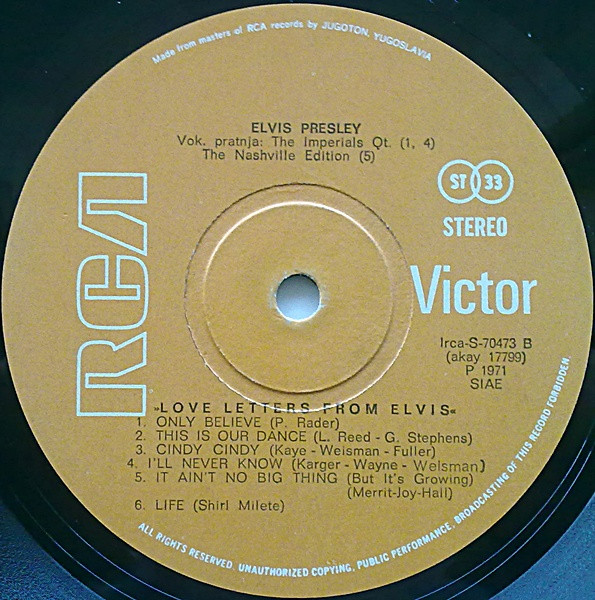 Made from masters of RCA records by JUGOTON, YUGOSLAVIA
ELVIS PRESLEY
Vok. pratnja: The Imperials Qt. (1, 4)
The Nashville Edition (5)
ST 33
STEREO
RCA
Victor
lrca-S-70473 B
(akay 17799)
P 1971
SIAE
»LOVE LETTERS FROM ELVIS«
1. ONLY BELIEVE (P. Rader)
2. THIS IS OUR DANCE (L. Reed - G. Stephens)
3. CINDY CINDY (Kaye - Weisman - Fuller)
4. I'LL NEVER KNOW (Karger - Wayne - Weisman)
5. IT AIN'T NO BIG THING (But It's Growing)
(Merrit-Joy-Hall)
6. LIFE (Shirl Milete)
ALL RIGHTS RESERVED. UNAUTHORIZED COPYING, PUBLIC PERFORMANCE, BROADCASTING OF THIS RECORD FORBIDDEN.